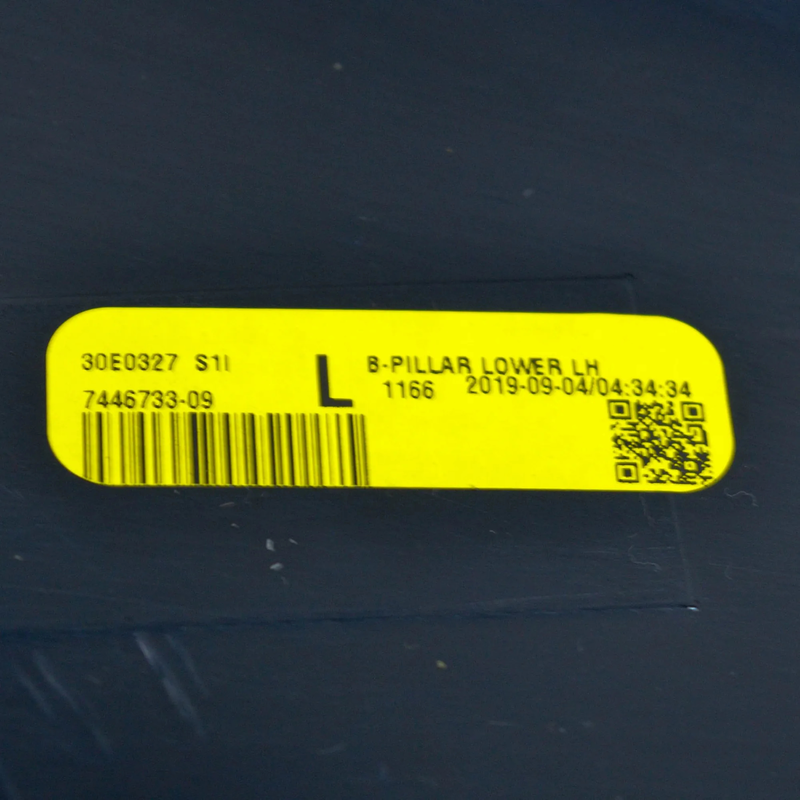 30E0327 S1I
7446733-09
L
B-PILLAR LOWER LH
1166 2019-09-04/04:34:34